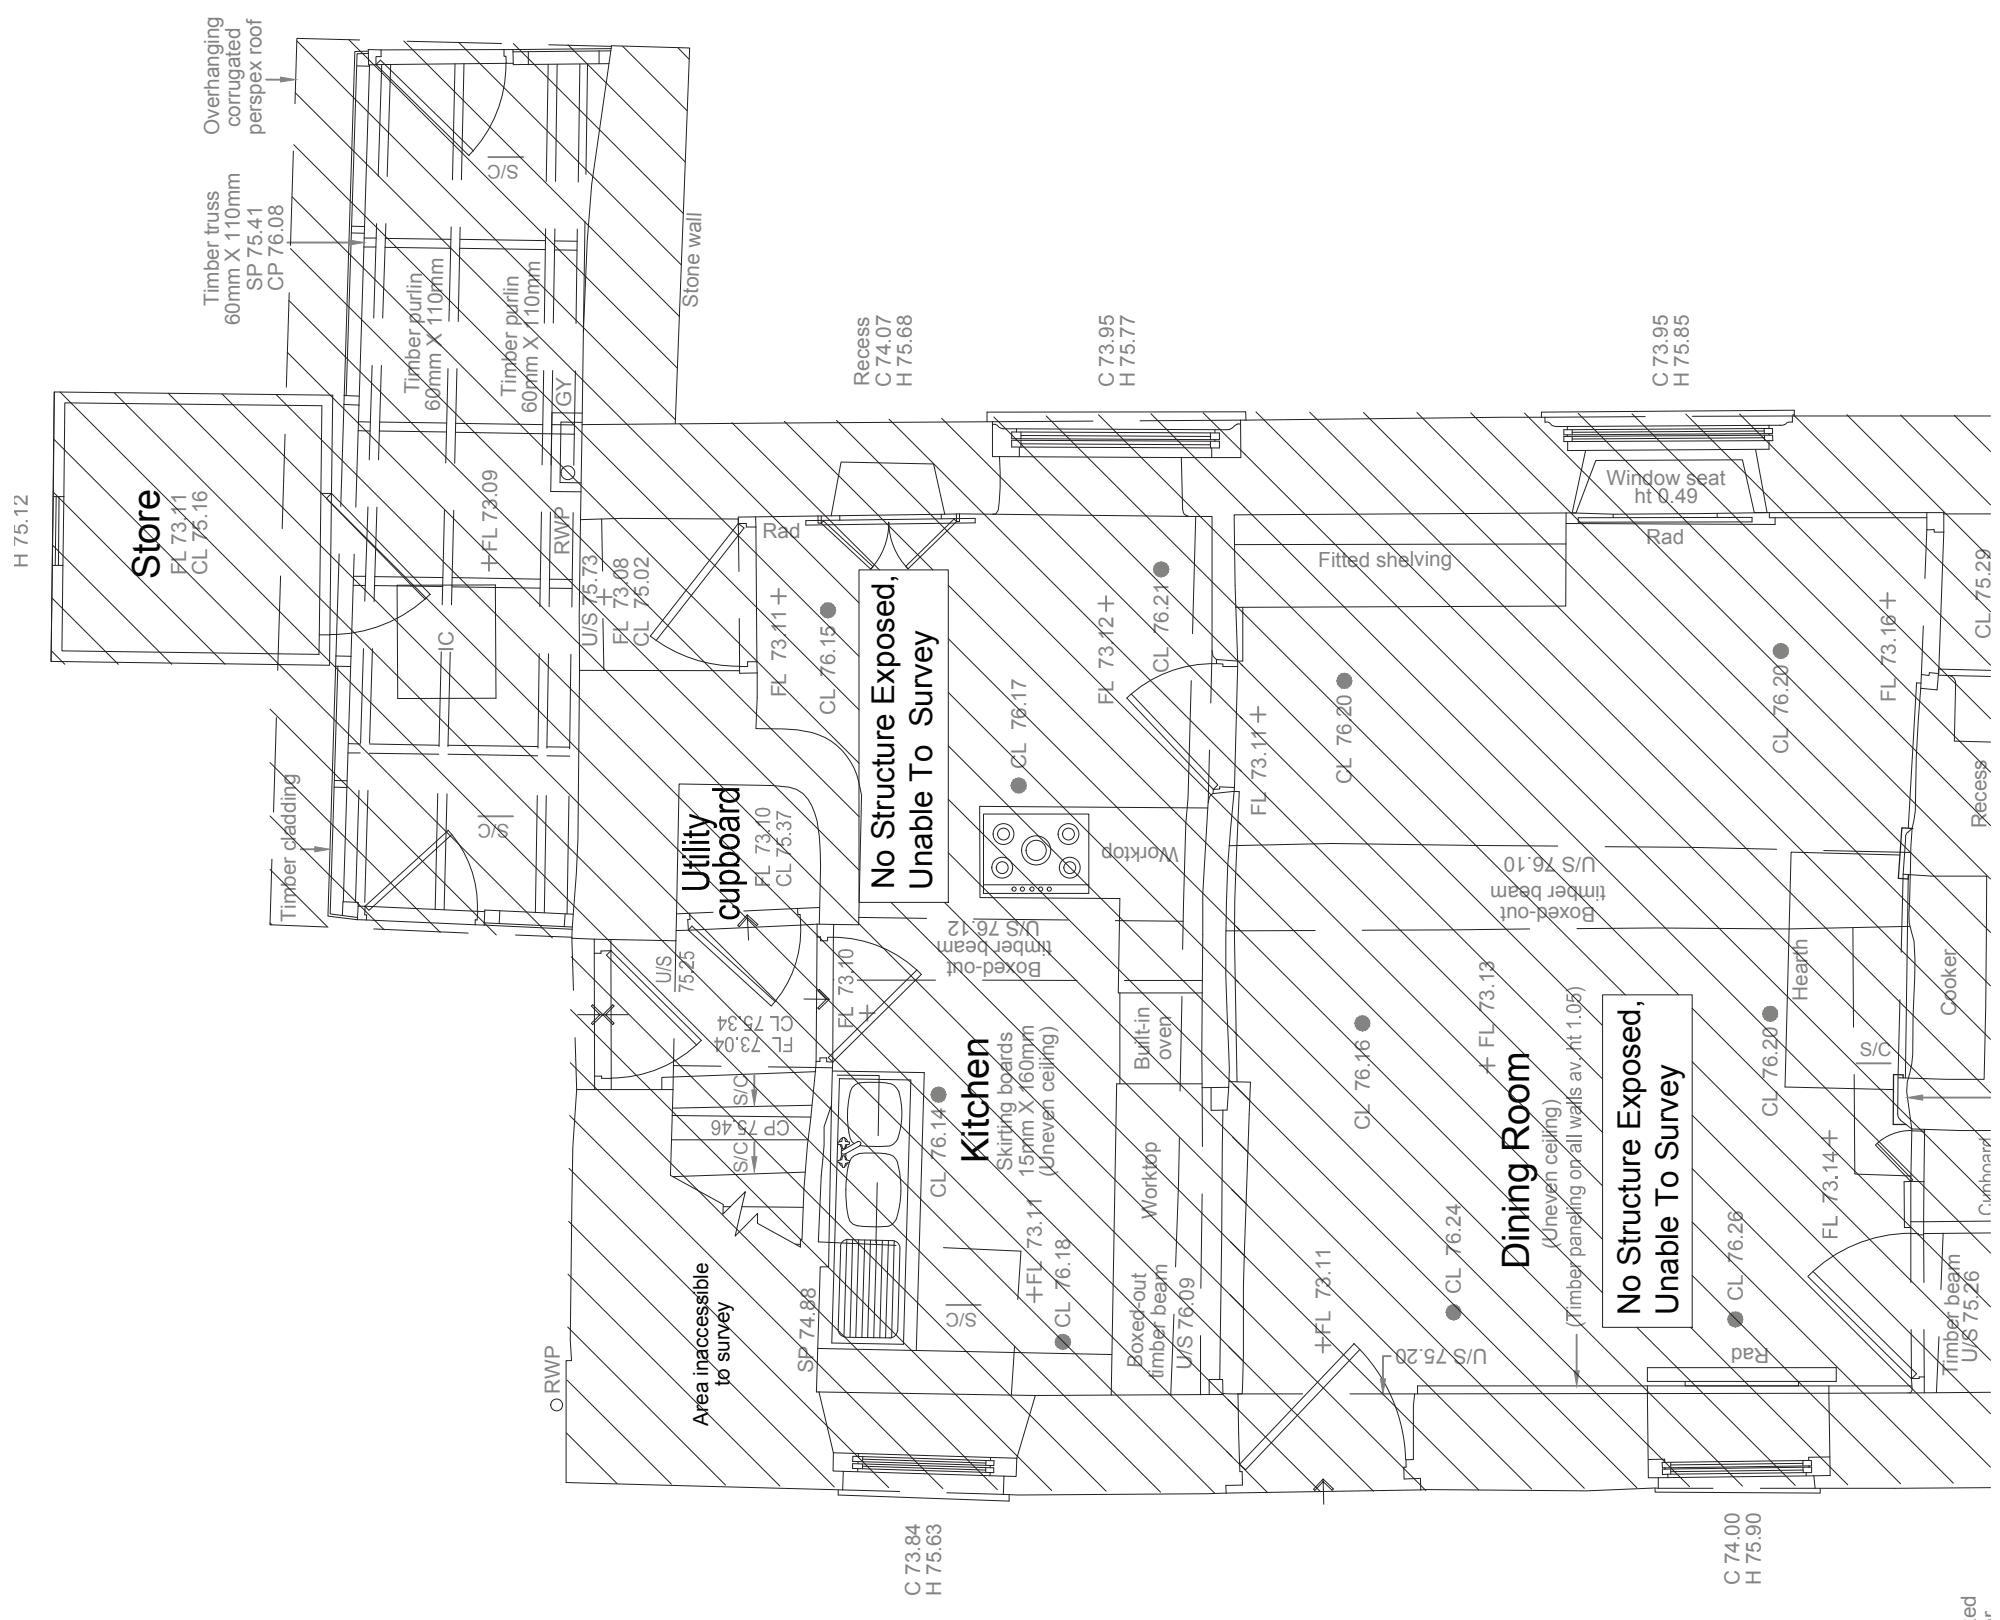 Overhanging
corrugated
perspex roof
Timber truss
60mm X 110mm
SP 75.41
CP 76.08
S/C
Timber purlin
60mm X 110mm
Timber purlin
60mm X 110mm
Stone wall
GY
H 75.12
Store
FL 73.11
CL 75.16
FL 73.09
RWP
IC
U/S 75.73
FL 73.08
CL 75.02
Timber cladding
S/C
Recess
C 74.07
H 75.68
C 73.95
H 75.77
C 73.95
H 75.85
Rad
FL 73.11
CL 76.15
No Structure Exposed,
Unable To Survey
CL 76.17
FL 73.12
CL 76.21
Fitted shelving
Window seat
ht 0.49
Rad
CL 75.29
FL 73.16
CL 76.20
CL 76.20
FL 73.11
Recess
Utility
cupboard
FL 73.10
CL 75.37
Worktop
Boxed-out
timber beam
U/S 76.12
Boxed-out
timber beam
U/S 76.10
U/S
75.25
FL 73.04
CL 75.34
FL 73.10
S/C
CP 75.46
S/C
Built-in
oven
Hearth
Cooker
S/C
FL 73.13
CL 76.20
CL 76.16
CL 76.14
Kitchen
Skirting boards
15mm X 160mm
(Uneven ceiling)
Worktop
Dining Room
(Uneven ceiling)
(Timber paneling on all walls av. ht 1.05)
No Structure Exposed,
Unable To Survey
FL 73.14
Cupboard
Area inaccessible
to survey
SP 74.88
S/C
FL 73.11
CL 76.18
Boxed-out
timber beam
U/S 76.09
FL 73.11
CL 76.24
U/S 75.20
CL 76.26
Rad
Timber beam
U/S 75.26
RWP
C 73.84
H 75.63
C 74.00
H 75.90